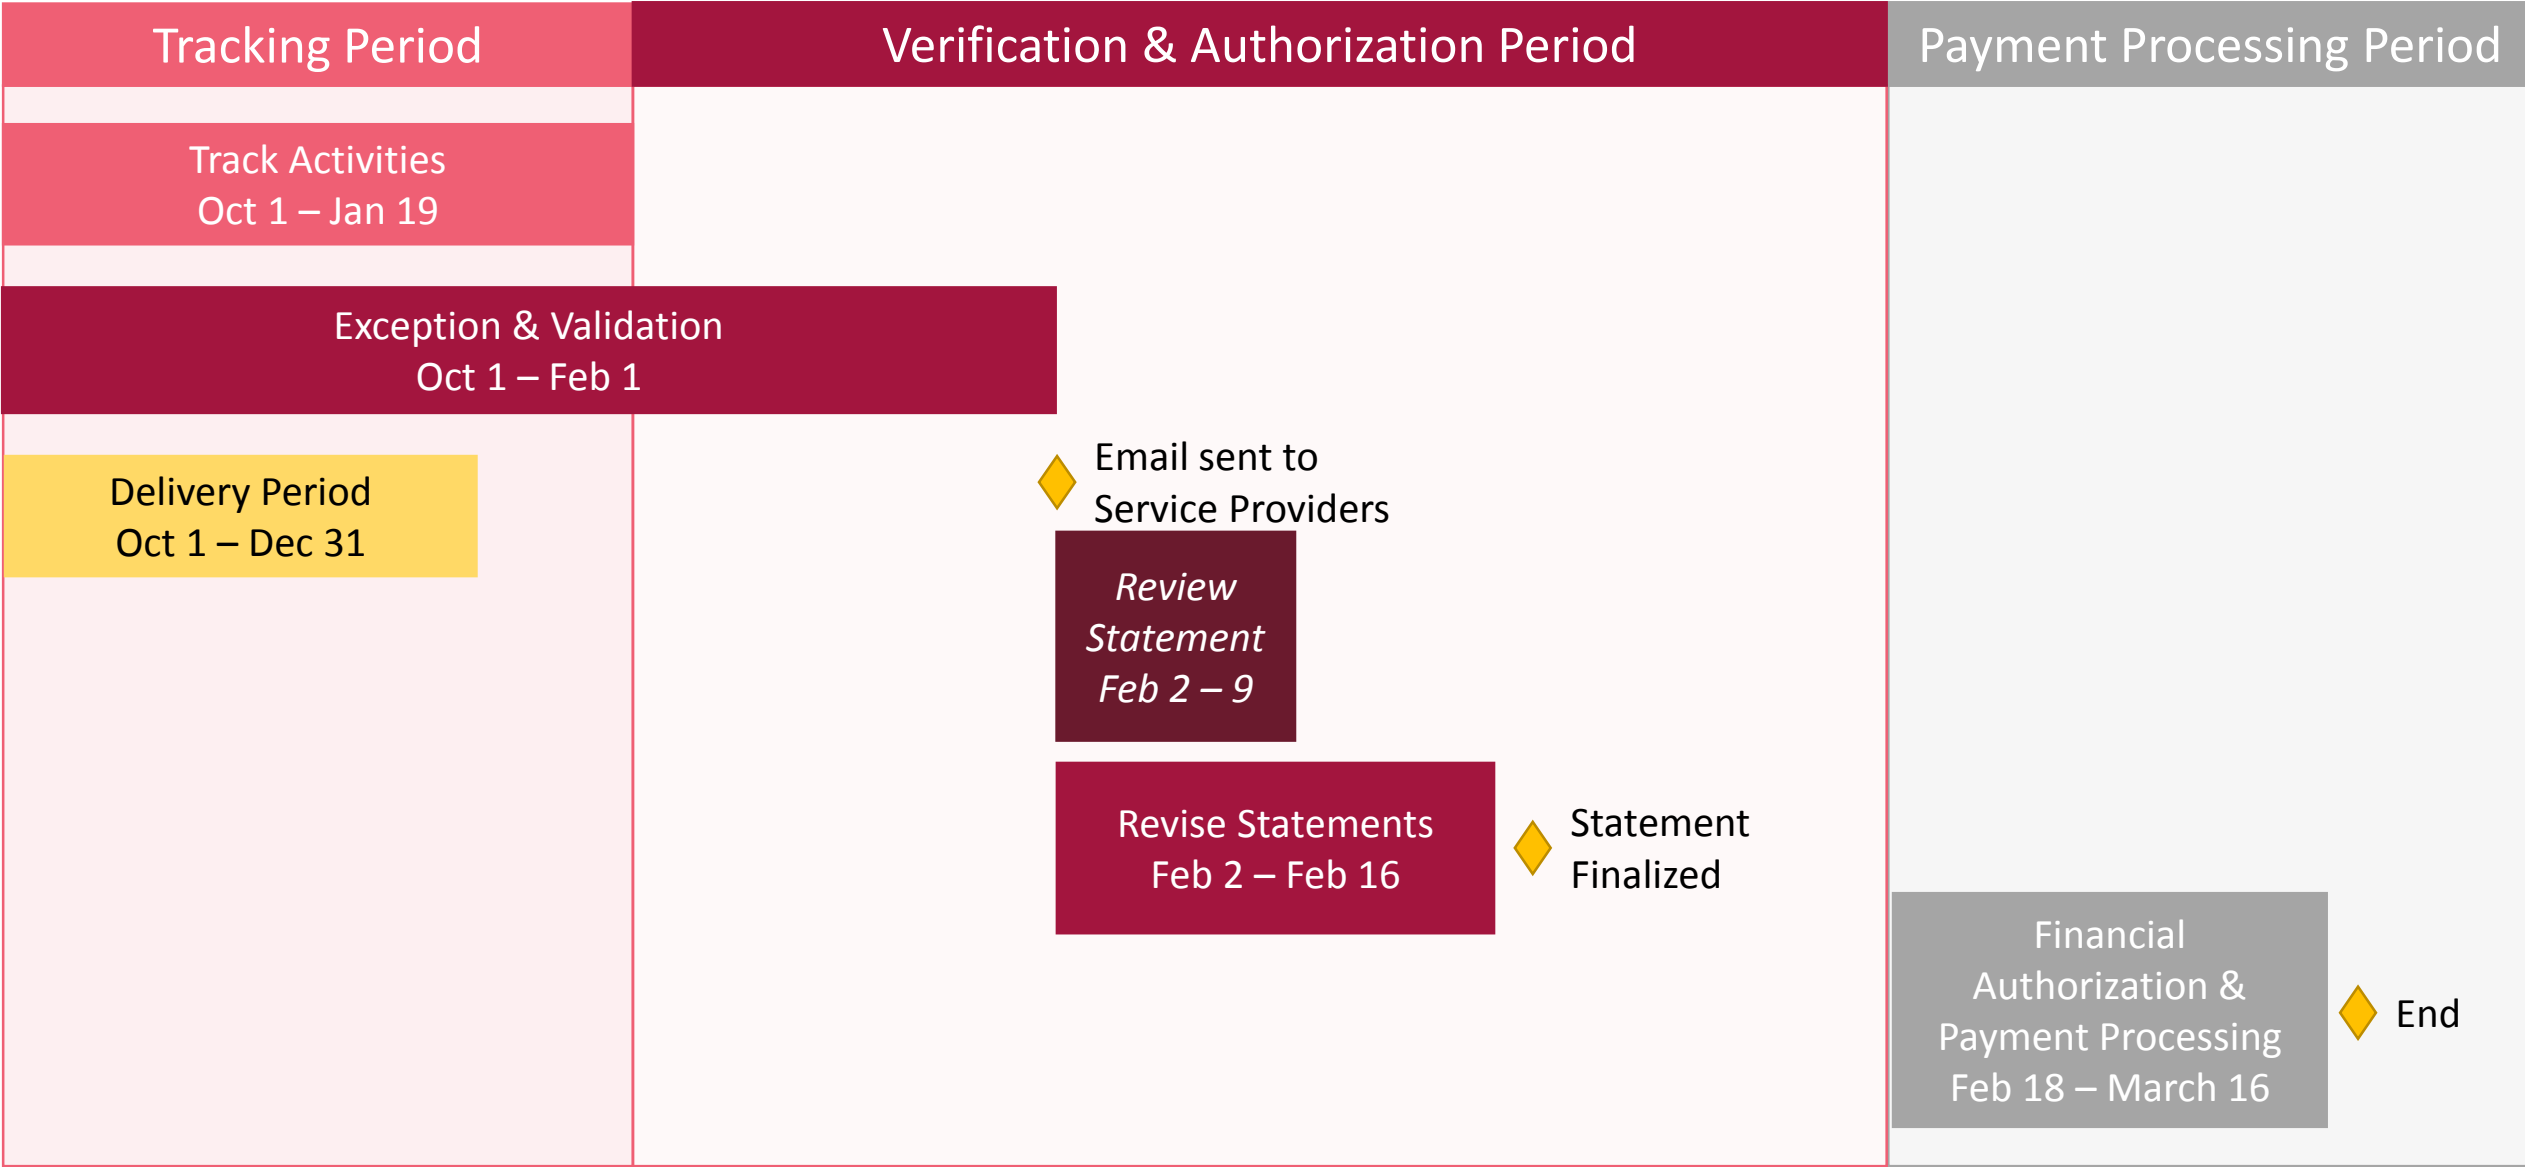 Tracking Period
Verification & Authorization Period
Payment Processing Period
Track Activities
Oct 1 – Jan 19
Exception & Validation
Oct 1 – Feb 1
Delivery Period
Oct 1 – Dec 31
Email sent to
Service Providers
Review
Statement
Feb 2 – 9
Revise Statements
Feb 2 – Feb 16
Statement
Finalized
Financial
Authorization &
Payment Processing
Feb 18 – March 16
End